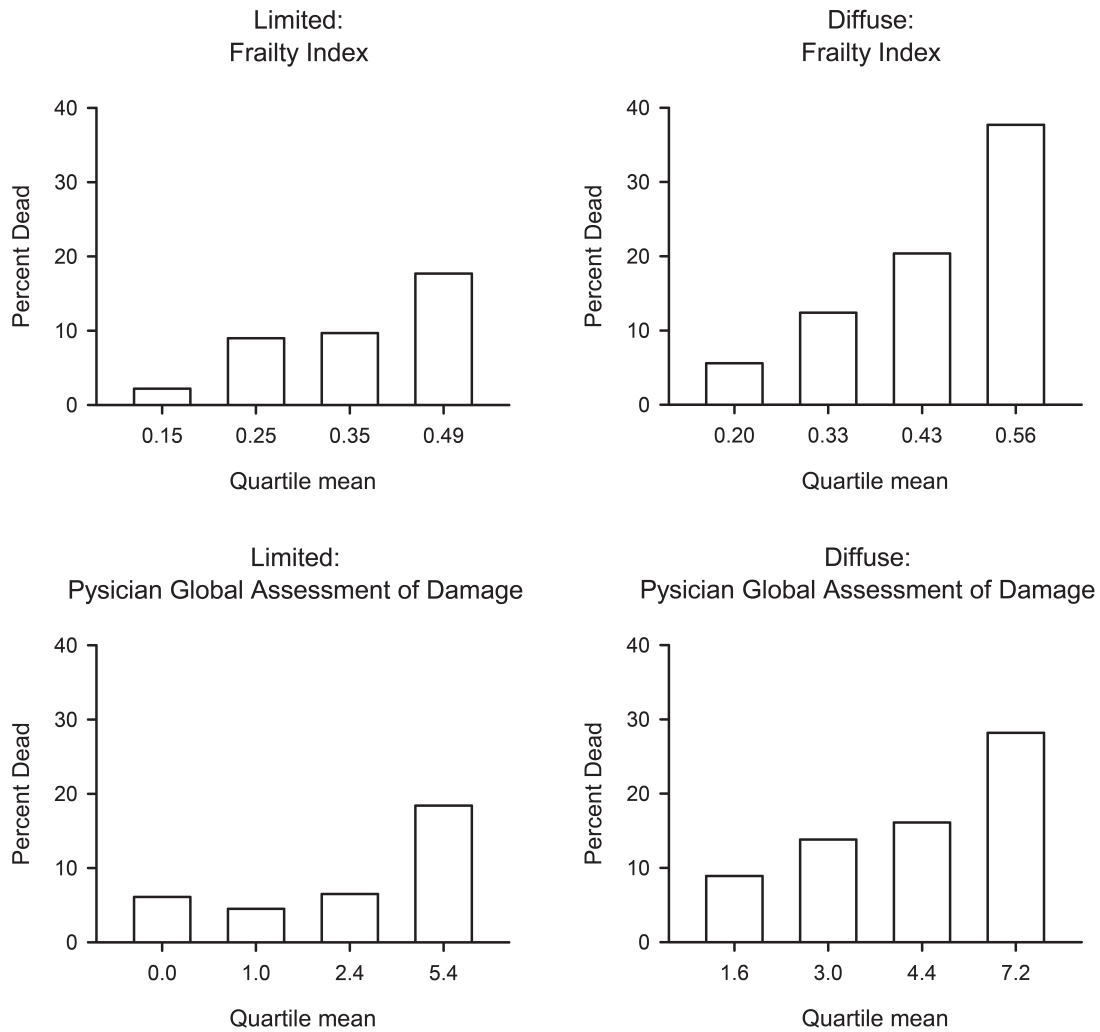 Limited:
Frailty Index
Percent Dead
40
30
20
10
0
0.15 0.25 0.35 0.49
Quartile mean
Diffuse:
Frailty Index
Percent Dead
40
30
20
10
0
0.20 0.33 0.43 0.56
Quartile mean
Limited:
Pysician Global Assessment of Damage
Percent Dead
40
30
20
10
0
0.0 1.0 2.4 5.4
Quartile mean
Diffuse:
Pysician Global Assessment of Damage
Percent Dead
40
30
20
10
0
1.6 3.0 4.4 7.2
Quartile mean